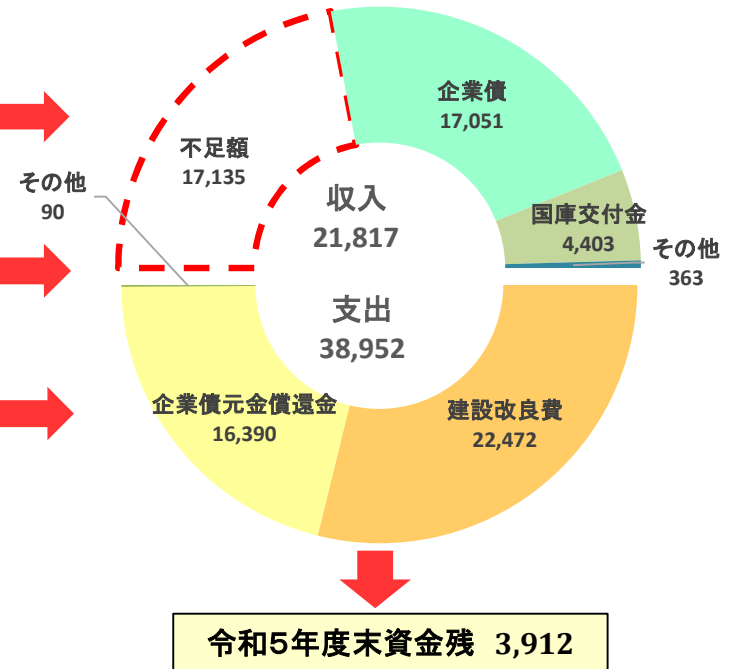 企業債
17,051
不足額
17,135
その他
90
収入
21,817
国庫交付金
4,403
その他
363
支出
38,952
企業債元金償還金
16,390
建設改良費
22,472
令和5年度末資金残 3,912